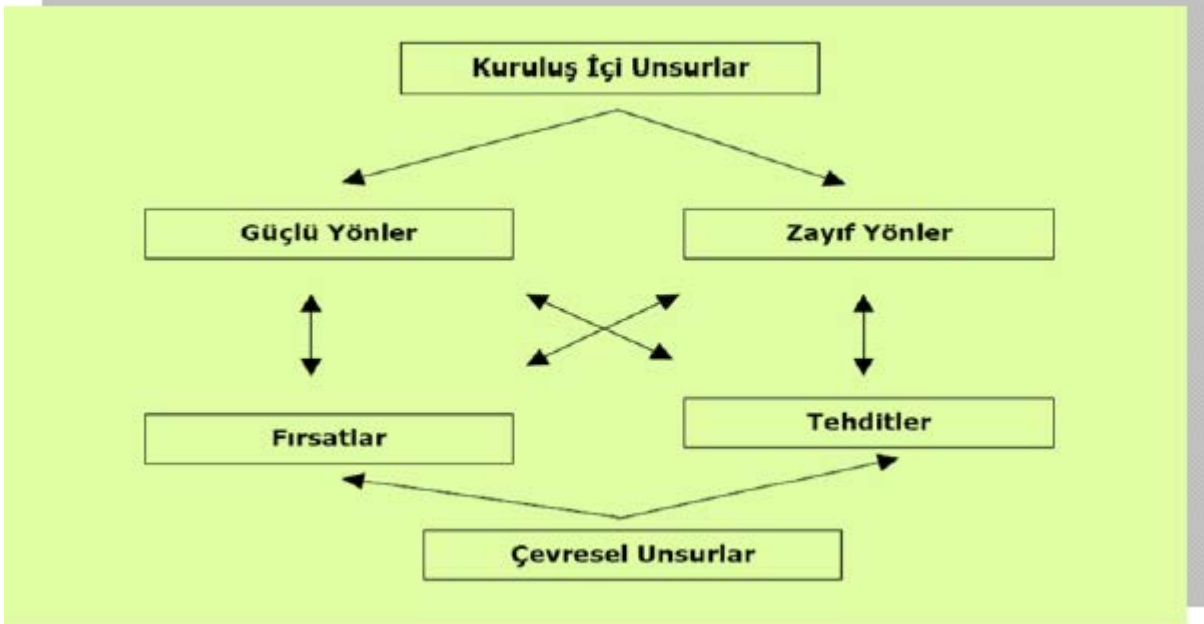 Kuruluş İçi Unsurlar
Güçlü Yönler
Zayıf Yönler
Fırsatlar
Tehditler
Çevresel Unsurlar